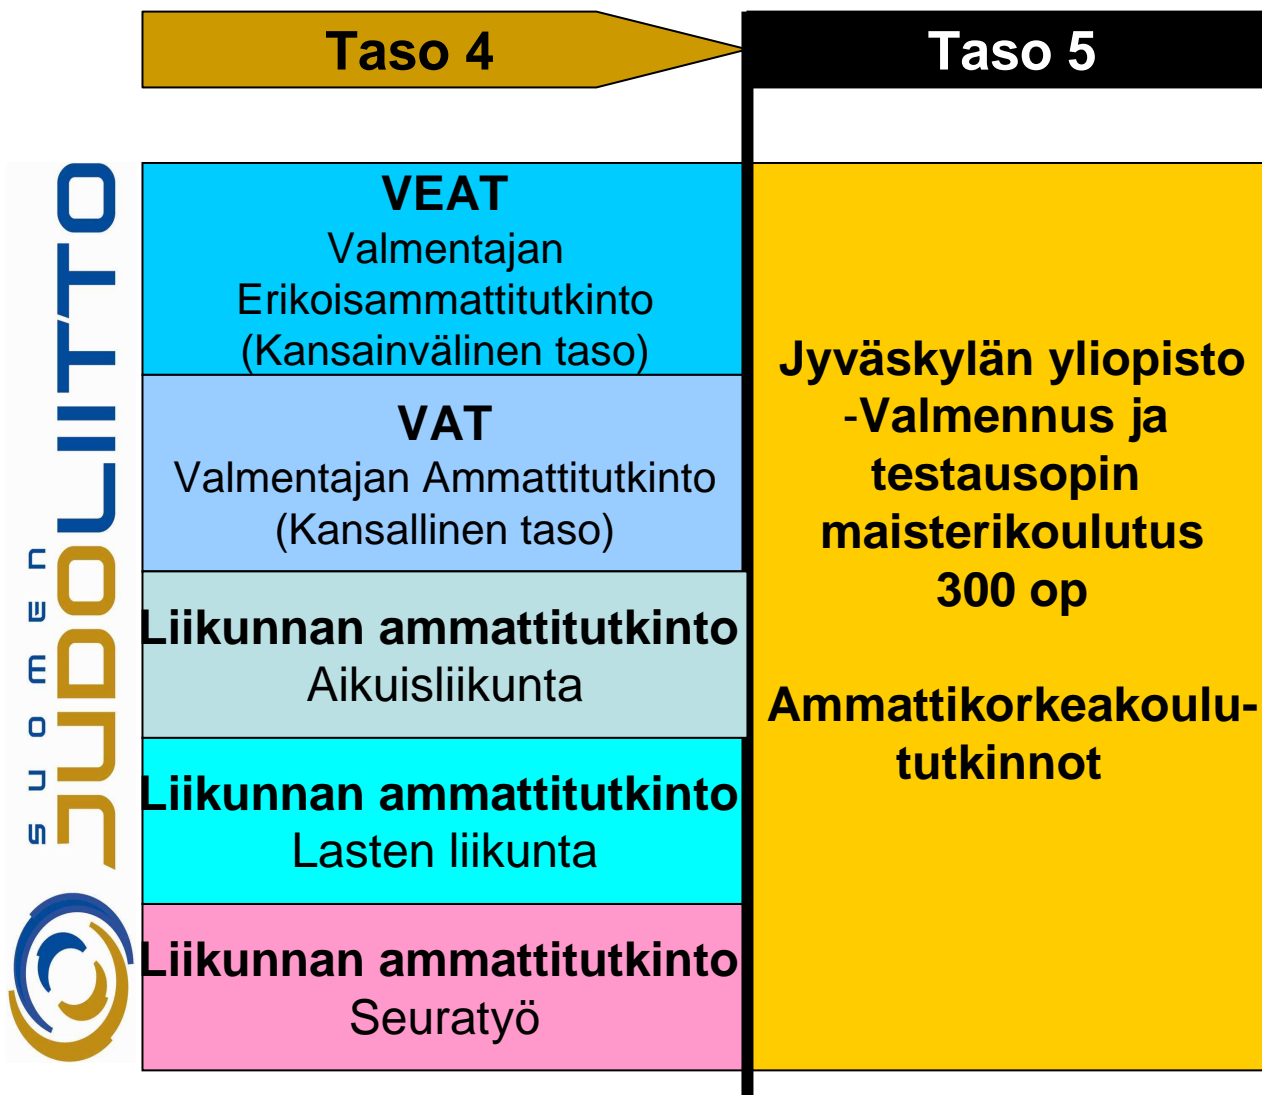 Taso 4
Taso 5
SUOMEN
JUDOLIITTO
VEAT
Valmentajan
Erikoisammattitutkinto
(Kansainvälinen taso)
VAT
Valmentajan Ammattitutkinto
(Kansallinen taso)
Liikunnan ammattitutkinto
Aikuisliikunta
Liikunnan ammattitutkinto
Lasten liikunta
Liikunnan ammattitutkinto
Seuratyö
Jyväskylän yliopisto
-Valmennus ja
testausopin
maisterikoulutus
300 op
Ammattikorkeakoulu-
tutkinnot